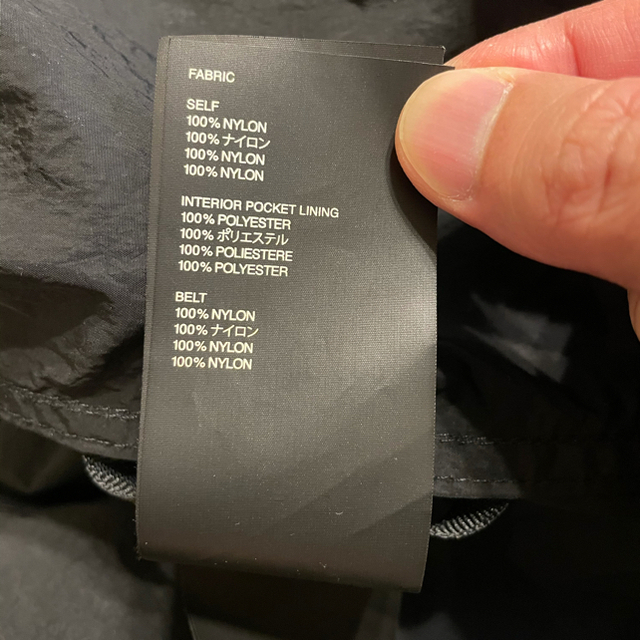 FABRIC
SELF
100% NYLON
100% ナイロン
100% NYLON
100% NYLON
INTERIOR POCKET LINING
100% POLYESTER
100% ポリエステル
100% POLIESTERE
100% POLYESTER
BELT
100% NYLON
100% ナイロン
100% NYLON
100% NYLON